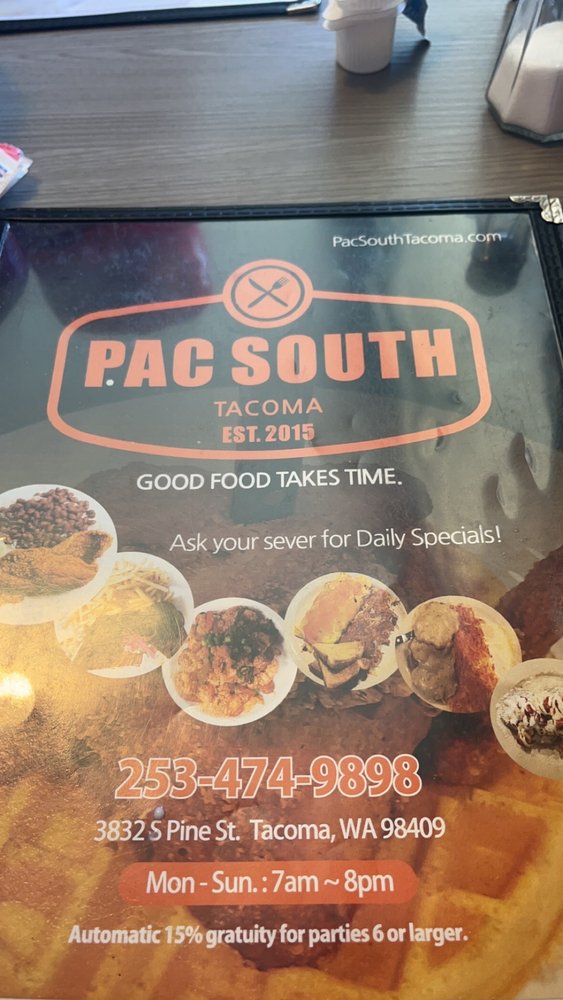 PacSouthTacoma.com
PAC SOUTH
TACOMA
EST. 2015
GOOD FOOD TAKES TIME.
Ask your sever for Daily Specials!
253-474-9898
3832 S Pine St. Tacoma, WA 98409
Mon - Sun. : 7am ~ 8pm
Automatic 15% gratuity for parties 6 or larger.